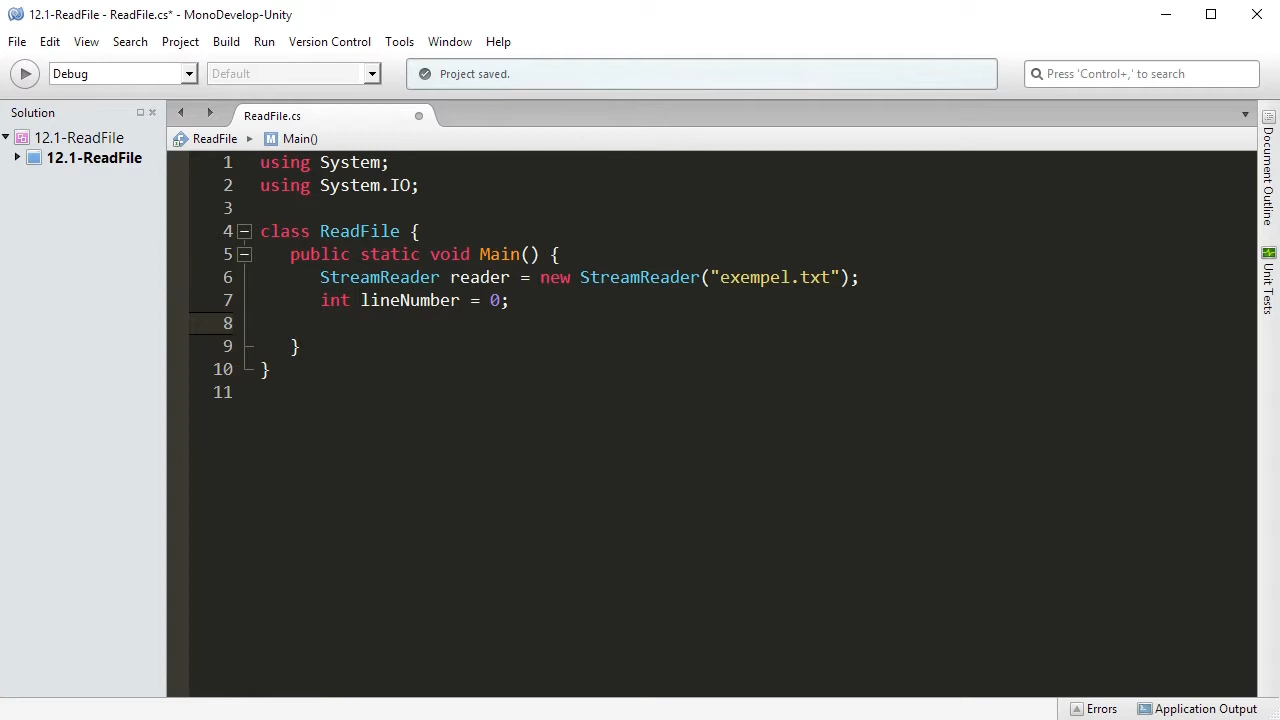 12.1-ReadFile - ReadFile.cs* - MonoDevelop-Unity
File Edit View Search Project Build Run Version Control Tools Window Help
Debug Default Project saved. Press 'Control+,' to search
Solution
12.1-ReadFile
12.1-ReadFile
ReadFile.cs
ReadFile Main()
1 using System;
2 using System.IO;
3
4 class ReadFile {
5 public static void Main() {
6 StreamReader reader = new StreamReader("exempel.txt");
7 int lineNumber = 0;
8
9 }
10 }
11
Document Outline
Unit Tests
Errors Application Output